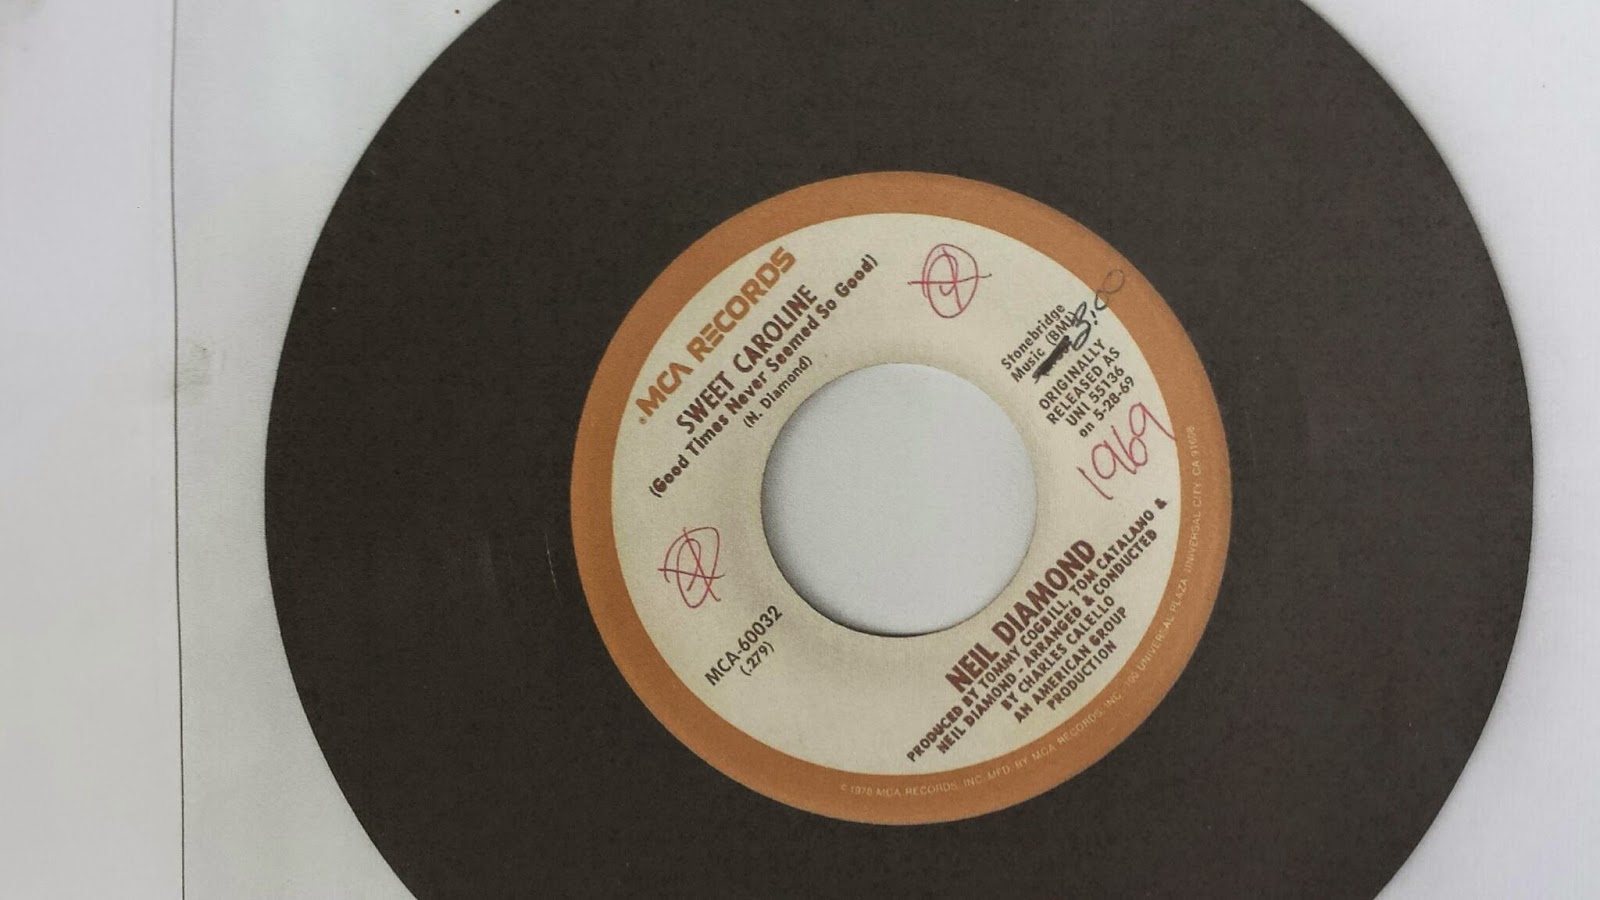 MCA RECORDS
SWEET CAROLINE
(Good Times Never Seemed So Good)
(N. Diamond)
Stonebridge
Music (BMI)
3.00
ORIGINALLY
RELEASED AS
UNI 55136
on 5-28-69
1969
MCA-60032
(.279)
NEIL DIAMOND
PRODUCED BY TOMMY COGBILL, TOM CATALANO &
NEIL DIAMOND - ARRANGED & CONDUCTED
BY CHARLES CALELLO
AN AMERICAN GROUP
PRODUCTION
© 1978 MCA RECORDS, INC. MFD. BY MCA RECORDS, INC. 100 UNIVERSAL PLAZA, UNIVERSAL CITY, CA